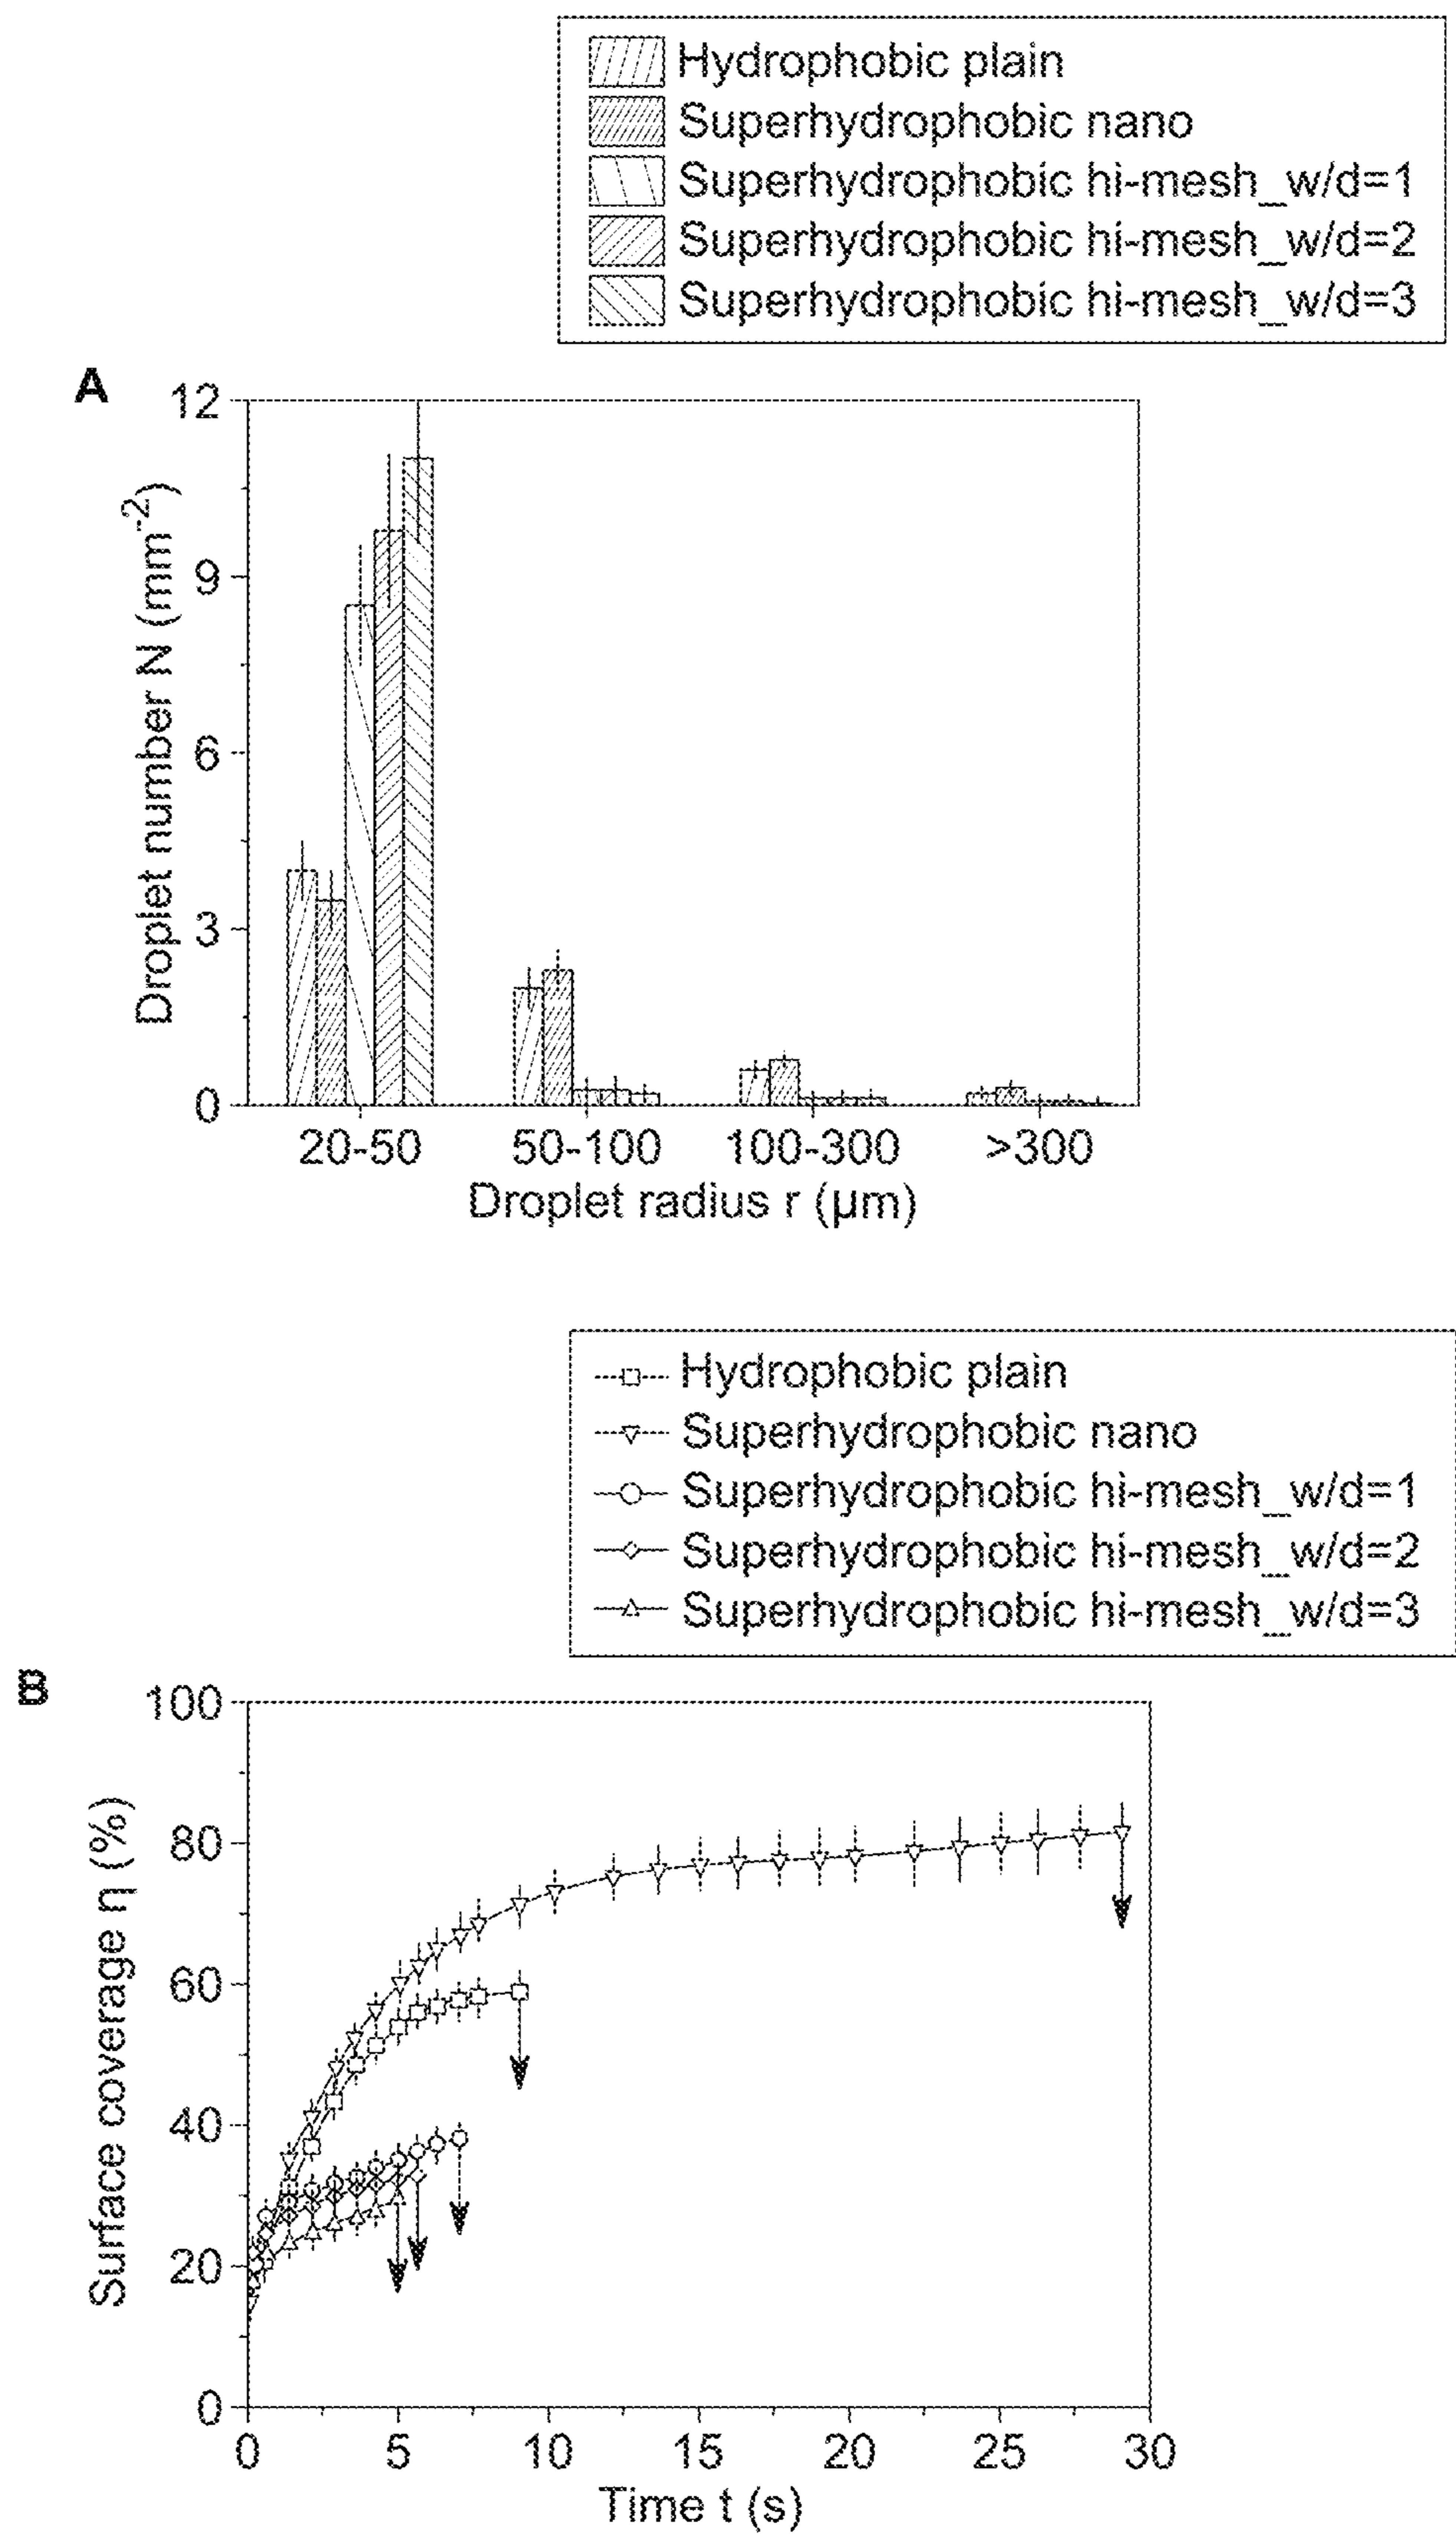 Hydrophobic plain
Superhydrophobic nano
Superhydrophobic hi-mesh_w/d=1
Superhydrophobic hi-mesh_w/d=2
Superhydrophobic hi-mesh_w/d=3
A
12
9
6
3
0
Droplet number N (mm⁻²)
20-50 50-100 100-300 >300
Droplet radius r (μm)
Hydrophobic plain
Superhydrophobic nano
Superhydrophobic hi-mesh_w/d=1
Superhydrophobic hi-mesh_w/d=2
Superhydrophobic hi-mesh_w/d=3
B
100
80
60
40
20
0
Surface coverage η (%)
0 5 10 15 20 25 30
Time t (s)